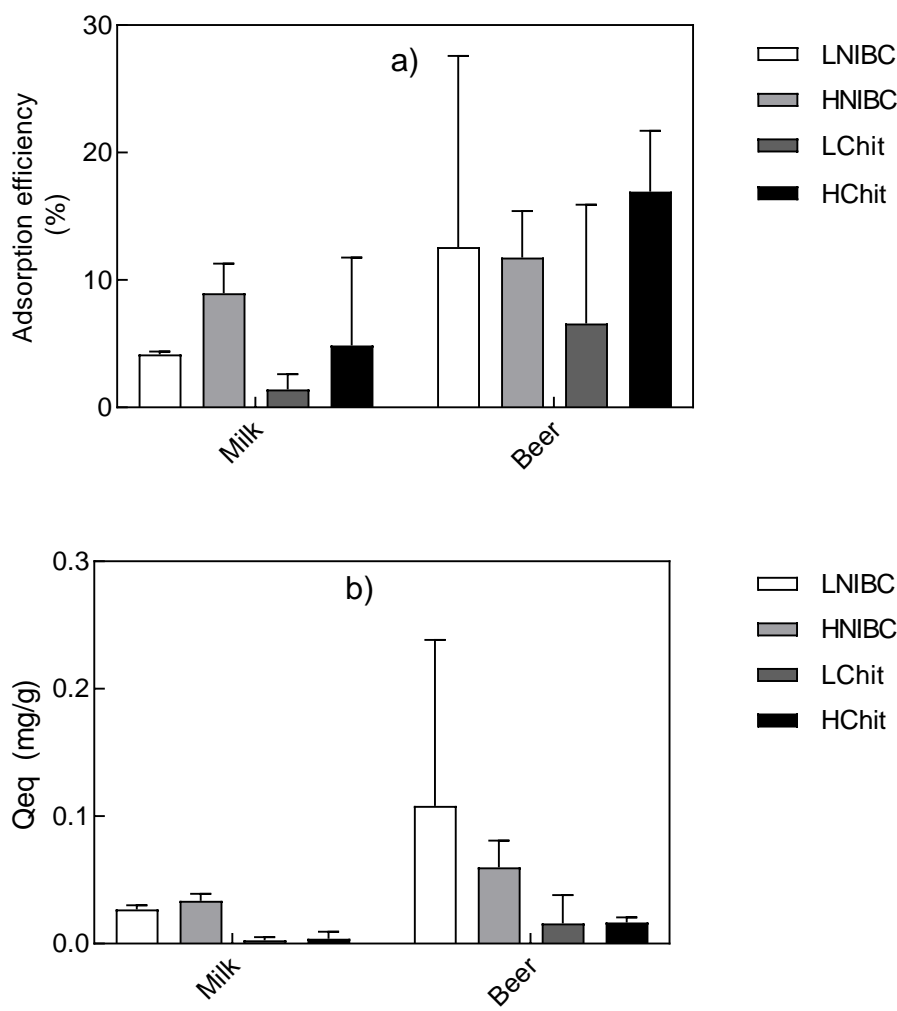 a)
Adsorption efficiency
(%)
30
20
10
0
Milk
Beer
LNIBC
HNIBC
LChit
HChit
b)
Qeq (mg/g)
0.3
0.2
0.1
0.0
Milk
Beer
LNIBC
HNIBC
LChit
HChit